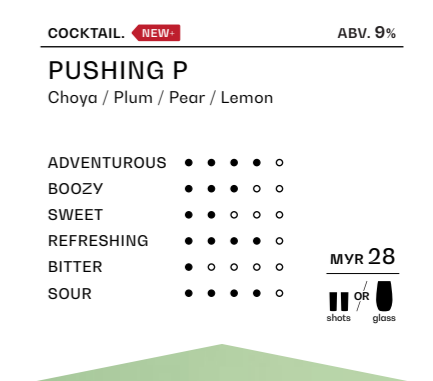 COCKTAIL. NEW+ ABV. 9%
PUSHING P
Choya / Plum / Pear / Lemon
ADVENTUROUS
BOOZY
SWEET
REFRESHING
BITTER
SOUR
MYR 28
OR
shots glass